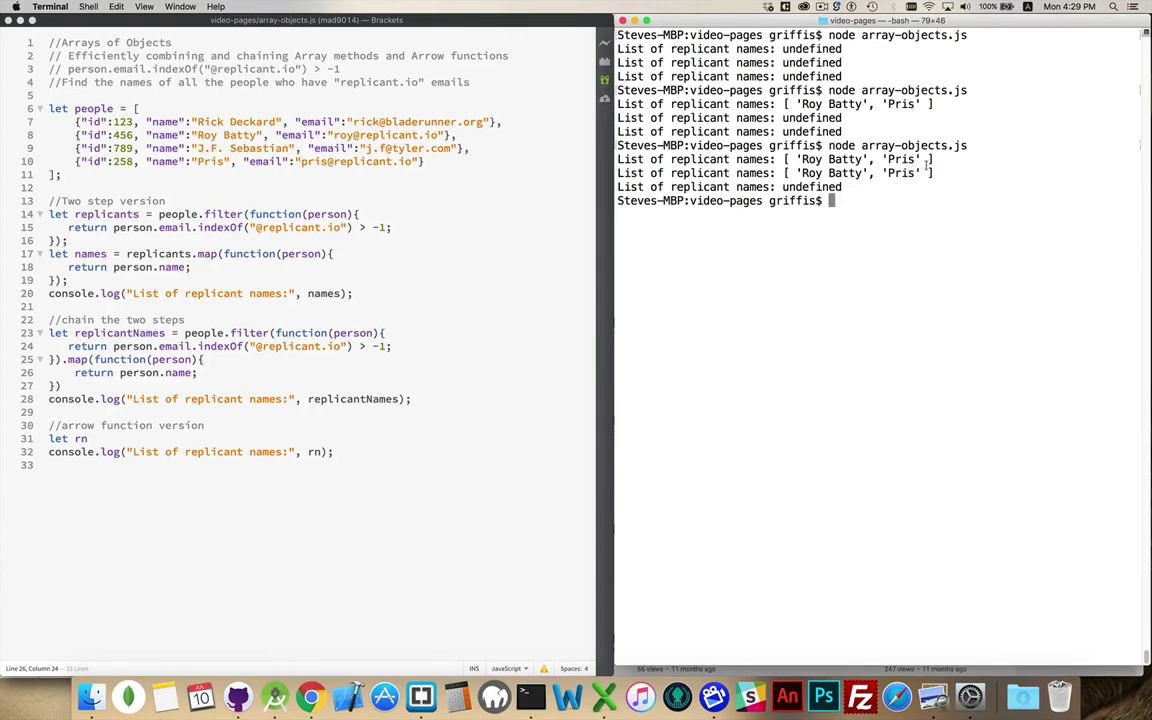 Terminal Shell Edit View Window Help
100% Mon 4:29 PM
video-pages/array-objects.js (mad9014) — Brackets
1 //Arrays of Objects
2 // Efficiently combining and chaining Array methods and Arrow functions
3 // person.email.indexOf("@replicant.io") > -1
4 //Find the names of all the people who have "replicant.io" emails
5
6 let people = [
7 {"id":123, "name":"Rick Deckard", "email":"rick@bladerunner.org"},
8 {"id":456, "name":"Roy Batty", "email":"roy@replicant.io"},
9 {"id":789, "name":"J.F. Sebastian", "email":"j.f@tyler.com"},
10 {"id":258, "name":"Pris", "email":"pris@replicant.io"}
11 ];
12
13 //Two step version
14 let replicants = people.filter(function(person){
15 return person.email.indexOf("@replicant.io") > -1;
16 });
17 let names = replicants.map(function(person){
18 return person.name;
19 });
20 console.log("List of replicant names:", names);
21
22 //chain the two steps
23 let replicantNames = people.filter(function(person){
24 return person.email.indexOf("@replicant.io") > -1;
25 }).map(function(person){
26 return person.name;
27 })
28 console.log("List of replicant names:", replicantNames);
29
30 //arrow function version
31 let rn
32 console.log("List of replicant names:", rn);
33
Line 26, Column 24 — 33 Lines
INS JavaScript Spaces: 4
video-pages — -bash — 79×46
Steves-MBP:video-pages griffis$ node array-objects.js
List of replicant names: undefined
List of replicant names: undefined
List of replicant names: undefined
Steves-MBP:video-pages griffis$ node array-objects.js
List of replicant names: [ 'Roy Batty', 'Pris' ]
List of replicant names: undefined
List of replicant names: undefined
Steves-MBP:video-pages griffis$ node array-objects.js
List of replicant names: [ 'Roy Batty', 'Pris' ]
List of replicant names: [ 'Roy Batty', 'Pris' ]
List of replicant names: undefined
Steves-MBP:video-pages griffis$
66 views • 11 months ago
247 views • 11 months ago
JUL
10
W
X
S
An
Ps
Fz